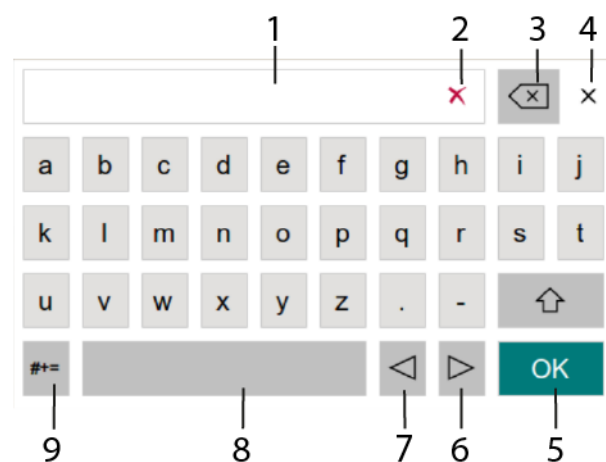 1 2 3 4
a b c d e f g h i j
k l m n o p q r s t
u v w x y z . -
#+= OK
9 8 7 6 5